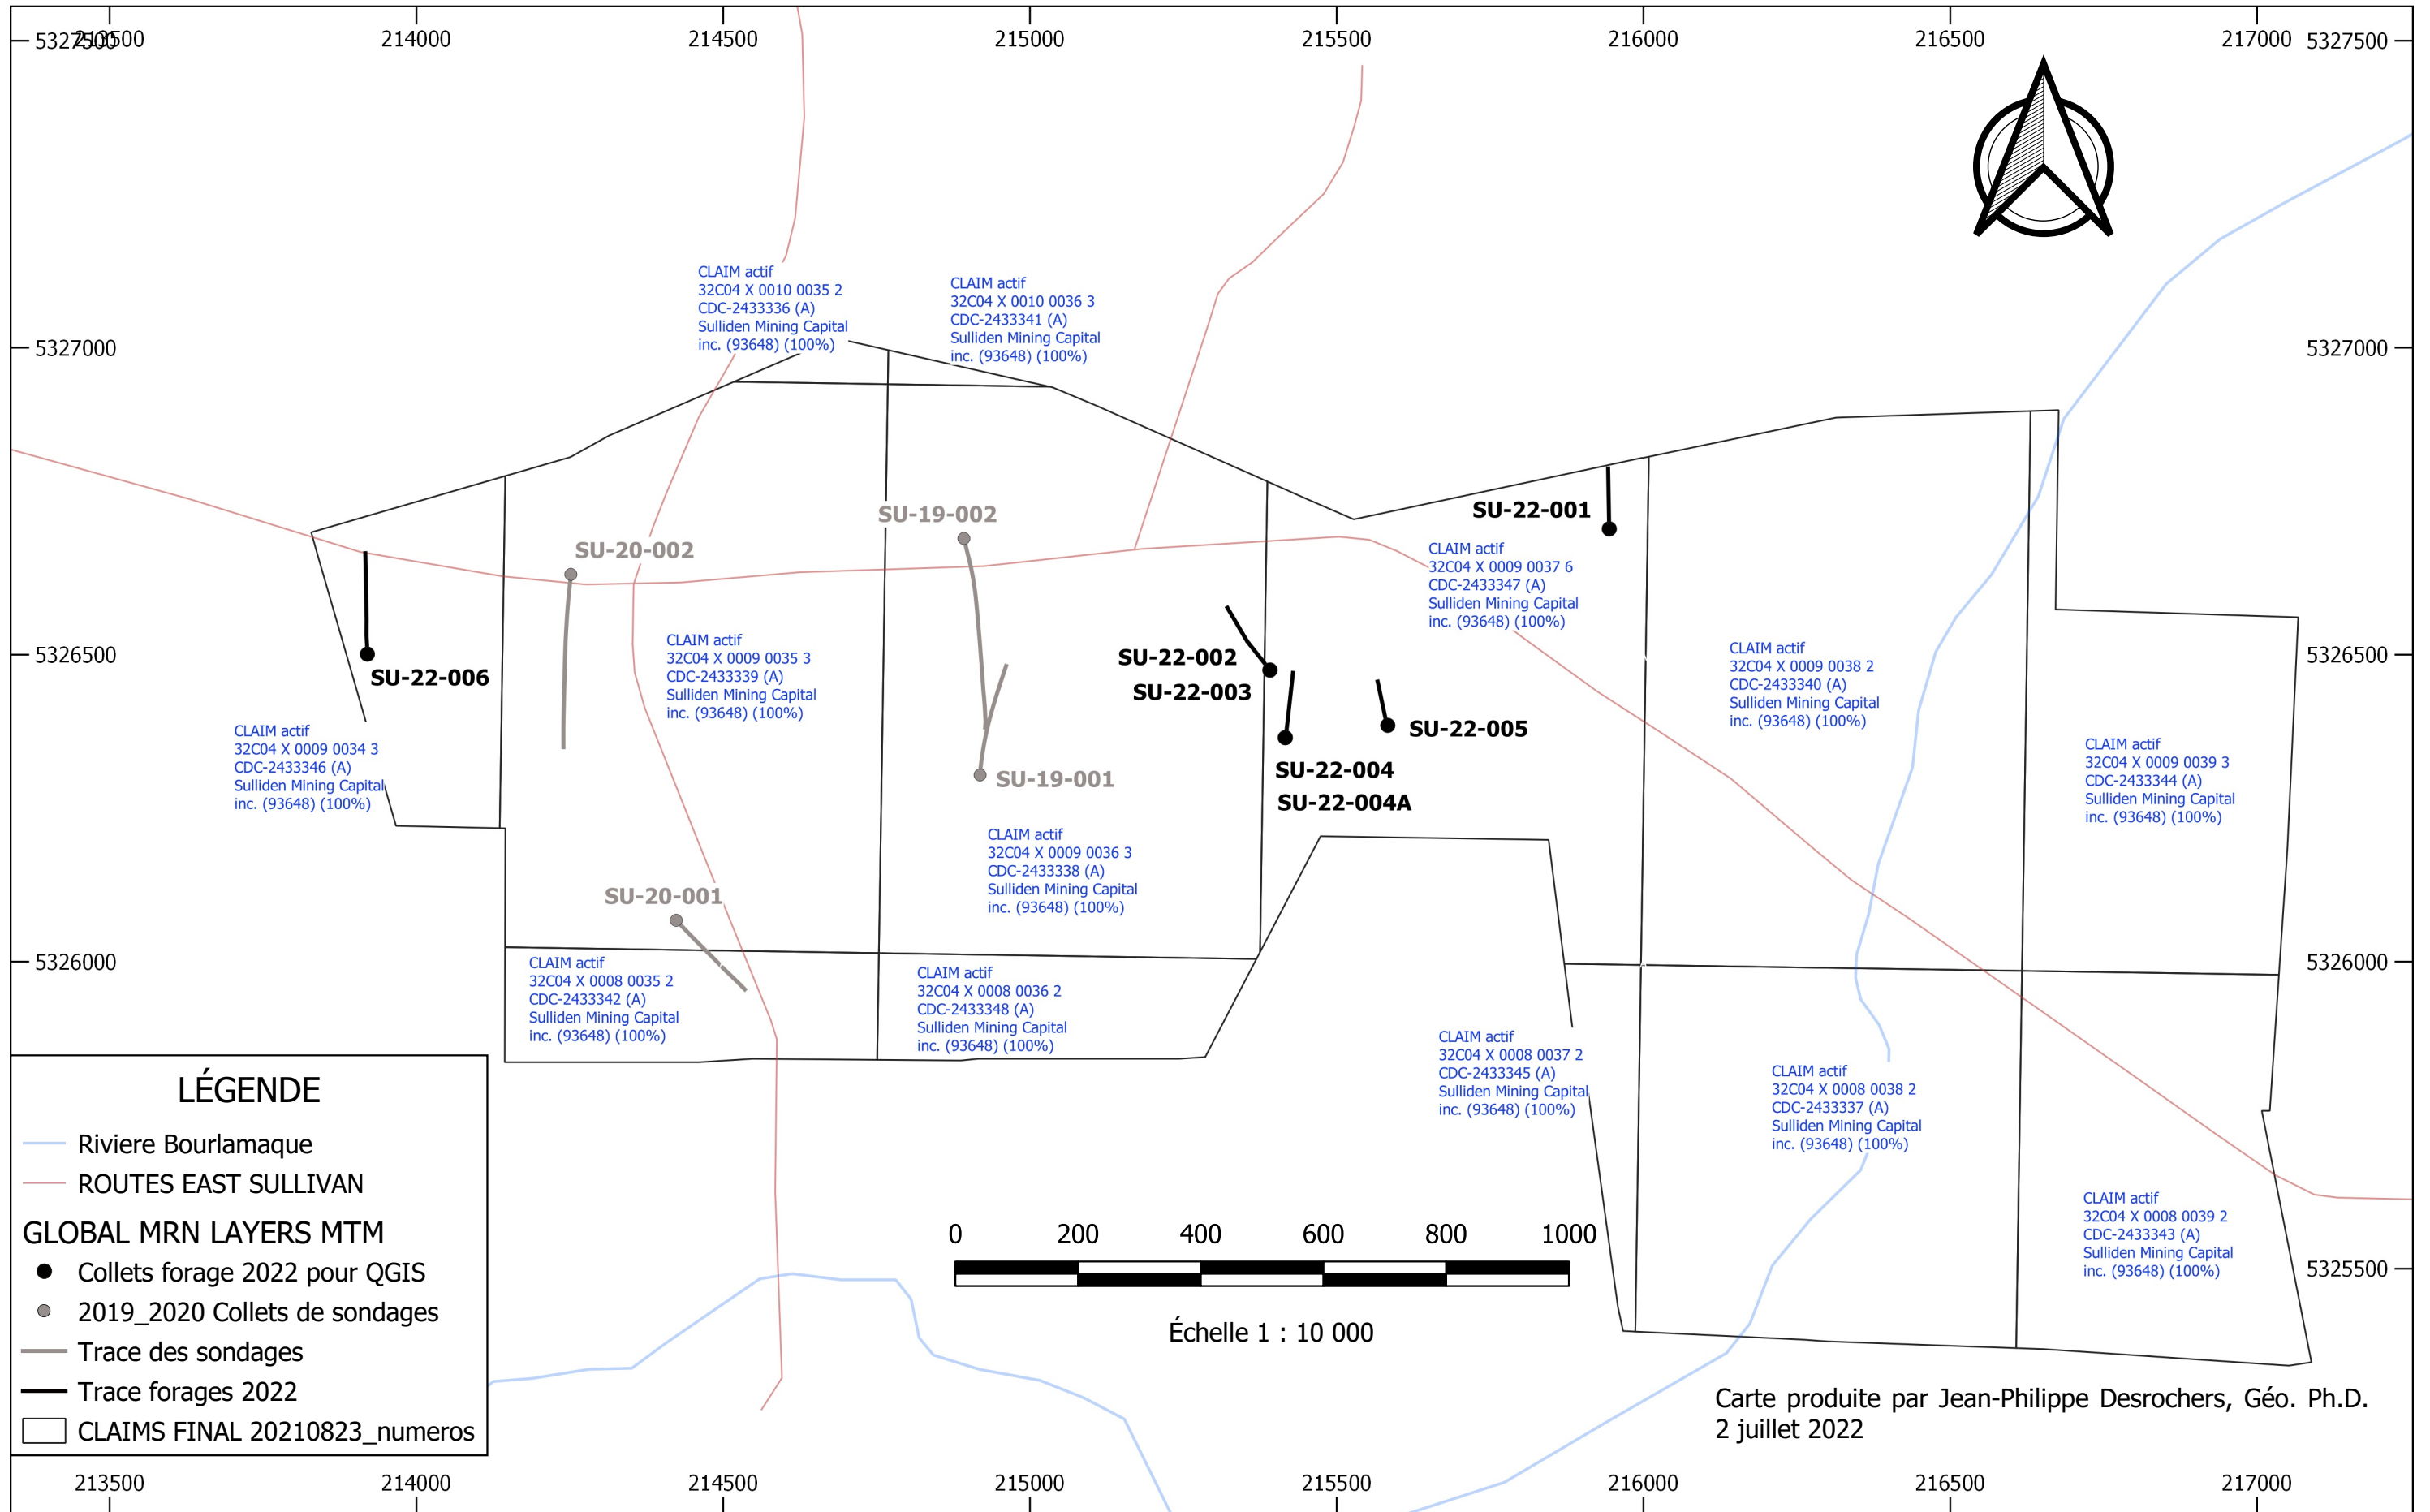 5327500
213500
214000
214500
215000
215500
216000
216500
217000
5327500
CLAIM actif
32C04 X 0010 0035 2
CDC-2433336 (A)
Sulliden Mining Capital
inc. (93648) (100%)
CLAIM actif
32C04 X 0010 0036 3
CDC-2433341 (A)
Sulliden Mining Capital
inc. (93648) (100%)
5327000
5327000
SU-22-001
SU-19-002
SU-20-002
CLAIM actif
32C04 X 0009 0037 6
CDC-2433347 (A)
Sulliden Mining Capital
inc. (93648) (100%)
5326500
5326500
SU-22-006
CLAIM actif
32C04 X 0009 0035 3
CDC-2433339 (A)
Sulliden Mining Capital
inc. (93648) (100%)
SU-22-002
SU-22-003
CLAIM actif
32C04 X 0009 0038 2
CDC-2433340 (A)
Sulliden Mining Capital
inc. (93648) (100%)
CLAIM actif
32C04 X 0009 0034 3
CDC-2433346 (A)
Sulliden Mining Capital
inc. (93648) (100%)
SU-22-005
CLAIM actif
32C04 X 0009 0039 3
CDC-2433344 (A)
Sulliden Mining Capital
inc. (93648) (100%)
SU-19-001
SU-22-004
SU-22-004A
CLAIM actif
32C04 X 0009 0036 3
CDC-2433338 (A)
Sulliden Mining Capital
inc. (93648) (100%)
SU-20-001
5326000
5326000
CLAIM actif
32C04 X 0008 0035 2
CDC-2433342 (A)
Sulliden Mining Capital
inc. (93648) (100%)
CLAIM actif
32C04 X 0008 0036 2
CDC-2433348 (A)
Sulliden Mining Capital
inc. (93648) (100%)
CLAIM actif
32C04 X 0008 0037 2
CDC-2433345 (A)
Sulliden Mining Capital
inc. (93648) (100%)
CLAIM actif
32C04 X 0008 0038 2
CDC-2433337 (A)
Sulliden Mining Capital
inc. (93648) (100%)
CLAIM actif
32C04 X 0008 0039 2
CDC-2433343 (A)
Sulliden Mining Capital
inc. (93648) (100%)
5325500
LÉGENDE
Riviere Bourlamaque
ROUTES EAST SULLIVAN
GLOBAL MRN LAYERS MTM
Collets forage 2022 pour QGIS
2019_2020 Collets de sondages
Trace des sondages
Trace forages 2022
CLAIMS FINAL 20210823_numeros
0 200 400 600 800 1000
Échelle 1 : 10 000
Carte produite par Jean-Philippe Desrochers, Géo. Ph.D.
2 juillet 2022
213500
214000
214500
215000
215500
216000
216500
217000